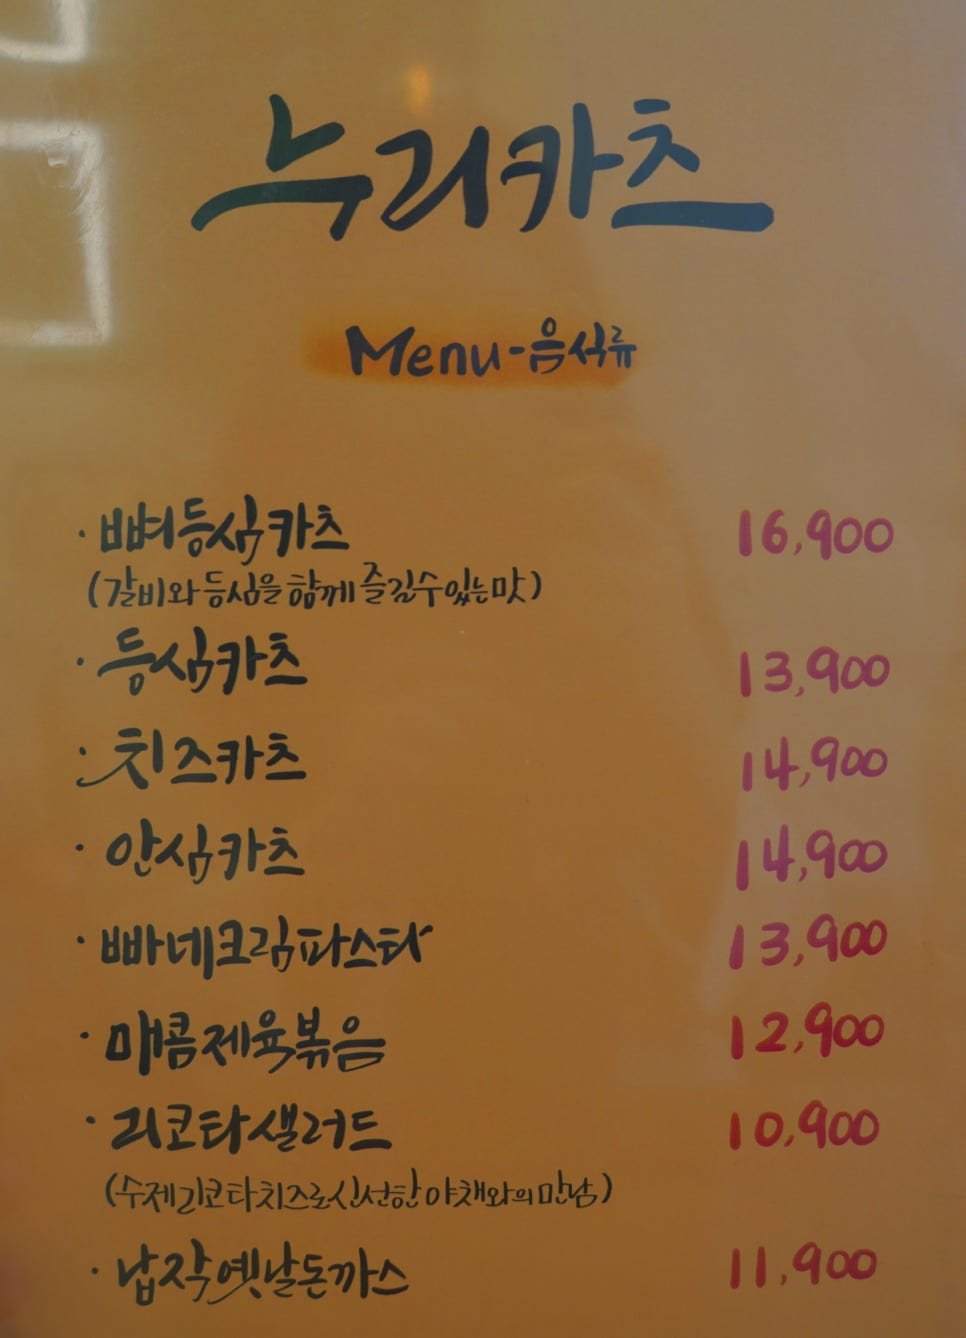 누리카츠
Menu-음식류
· 뼈등심카츠 16,900
(갈비와 등심을 함께 즐길수있는맛)
· 등심카츠 13,900
· 치즈카츠 14,900
· 안심카츠 14,900
· 빠네크림파스타 13,900
· 매콤제육볶음 12,900
· 리코타샐러드 10,900
(수제리코타치즈로신선한야채와의만남)
· 납작옛날돈까스 11,900